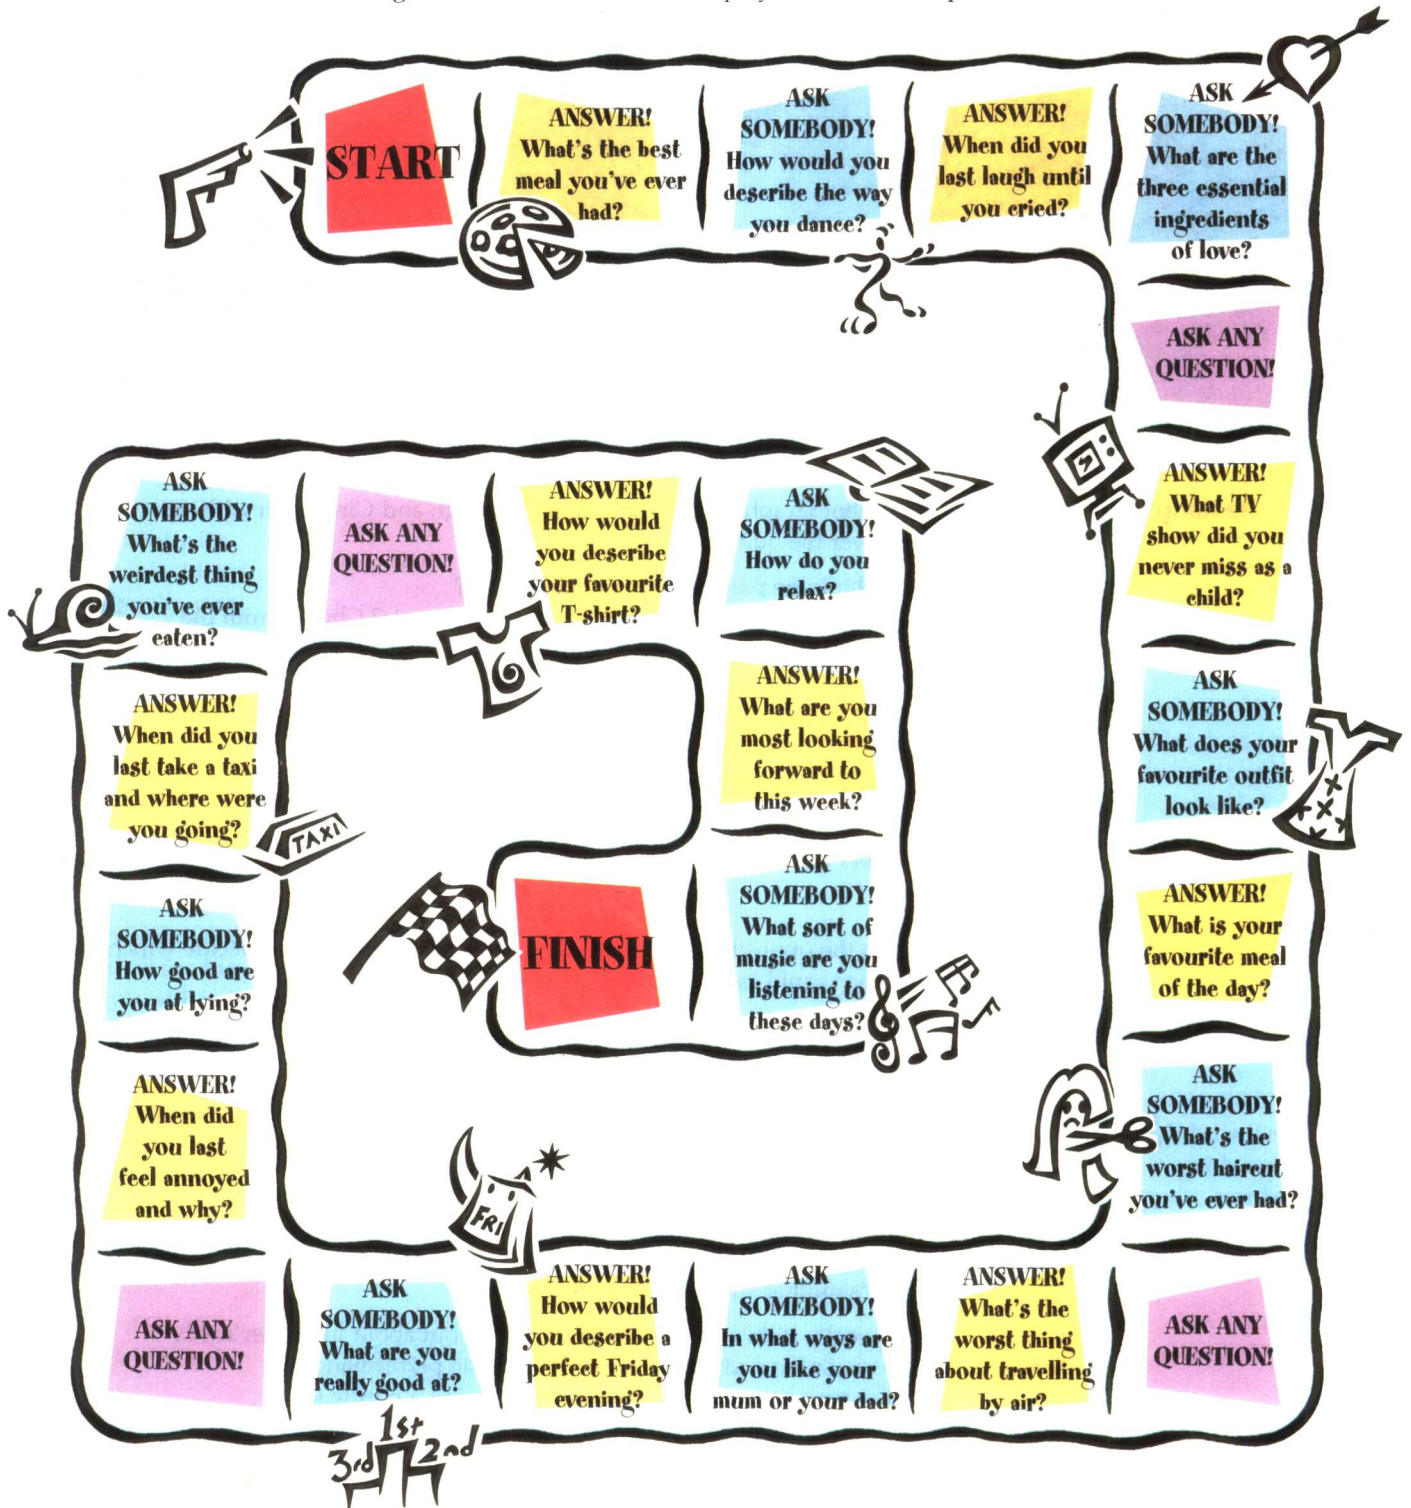 START
ANSWER!
What's the best
meal you've ever
had?
ASK
SOMEBODY!
How would you
describe the way
you dance?
ANSWER!
When did you
last laugh until
you cried?
ASK
SOMEBODY!
What are the
three essential
ingredients
of love?
ASK ANY
QUESTION!
ANSWER!
What TV
show did you
never miss as a
child?
ASK
SOMEBODY!
What does your
favourite outfit
look like?
ANSWER!
What is your
favourite meal
of the day?
ASK
SOMEBODY!
What's the
worst haircut
you've ever had?
ASK ANY
QUESTION!
ANSWER!
What's the
worst thing
about travelling
by air?
ASK
SOMEBODY!
In what ways are
you like your
mum or your dad?
ANSWER!
How would
you describe a
perfect Friday
evening?
FRI
ASK
SOMEBODY!
What are you
really good at?
1st
3rd 2nd
ASK ANY
QUESTION!
ANSWER!
When did
you last
feel annoyed
and why?
ASK
SOMEBODY!
How good are
you at lying?
ANSWER!
When did you
last take a taxi
and where were
you going?
TAXI
ASK
SOMEBODY!
What's the
weirdest thing
you've ever
eaten?
ASK ANY
QUESTION!
ANSWER!
How would
you describe
your favourite
T-shirt?
ASK
SOMEBODY!
How do you
relax?
ANSWER!
What are you
most looking
forward to
this week?
ASK
SOMEBODY!
What sort of
music are you
listening to
these days?
FINISH